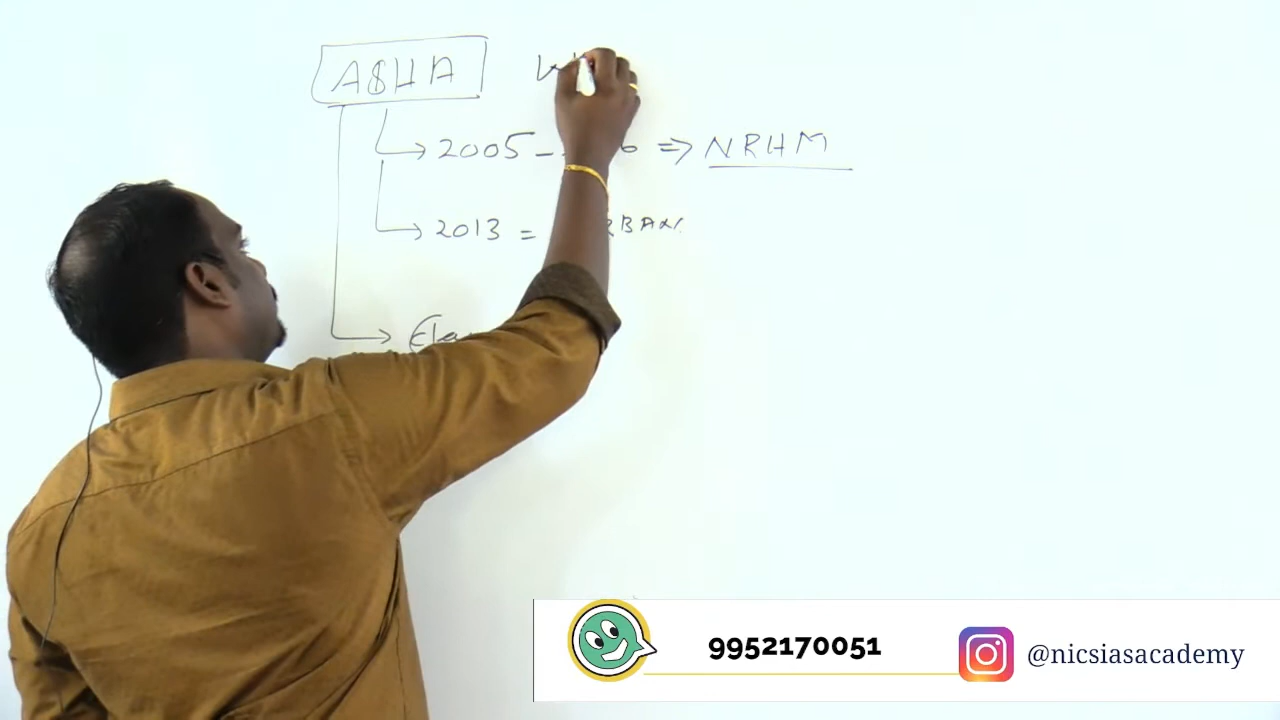 ASHA
→ 2005 - ⇒ NRHM
→ 2013 =
9952170051
@nicsiasacademy